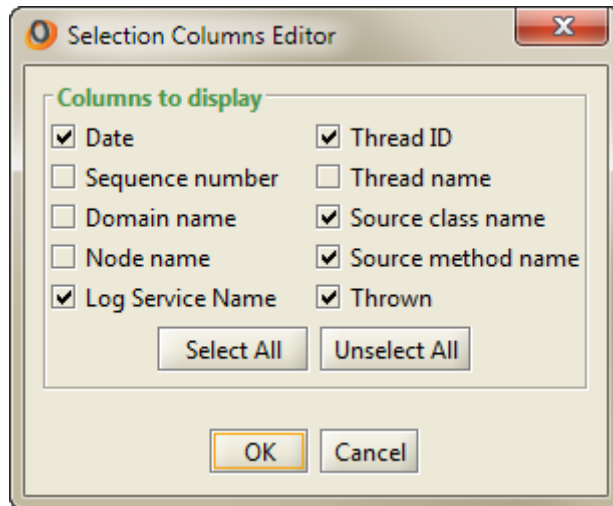 Selection Columns Editor
Columns to display
Date
Thread ID
Sequence number
Thread name
Domain name
Source class name
Node name
Source method name
Log Service Name
Thrown
Select All
Unselect All
OK
Cancel